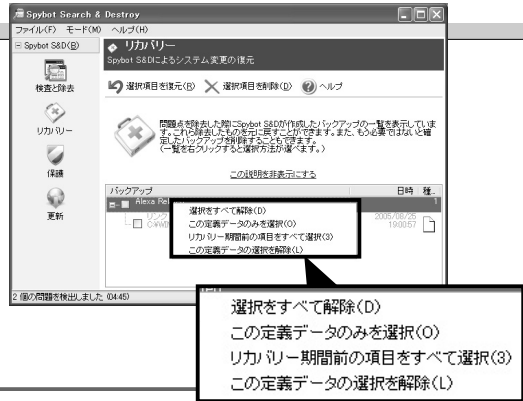 Spybot Search & Destroy
ファイル(F) モード(M) ヘルプ(H)
Spybot S&D(B)
検査と除去
リカバリー
保護
更新
リカバリー
Spybot S&Dによるシステム変更の復元
選択項目を復元(R) 選択項目を削除(D) ヘルプ
問題点を除去した際にSpybot S&Dが作成したバックアップの一覧を表示していま
す。これら除去したものを元に戻すことができます。また、もう必要ではないと確
定したバックアップを削除することもできます。
(一覧を右クリックすると選択方法が選べます。)
この説明を非表示にする
バックアップ 日時 種..
Alexa Re 1
リンク 2005/08/26
C:¥WI 19:00:57
選択をすべて解除(D)
この定義データのみを選択(O)
リカバリー期間前の項目をすべて選択(3)
この定義データの選択を解除(L)
2 個の問題を検出しました (04:45)
選択をすべて解除(D)
この定義データのみを選択(O)
リカバリー期間前の項目をすべて選択(3)
この定義データの選択を解除(L)